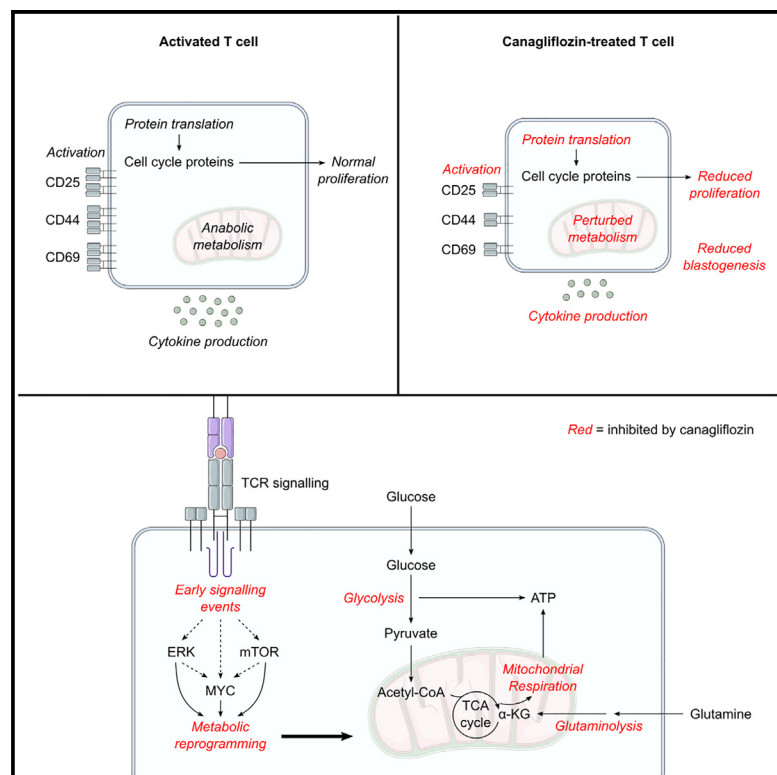 Activated T cell
Protein translation
Activation
Cell cycle proteins
Normal
proliferation
CD25
CD44
CD69
Anabolic
metabolism
Cytokine production
Canagliflozin-treated T cell
Protein translation
Activation
Cell cycle proteins
Reduced
proliferation
CD25
CD44
CD69
Perturbed
metabolism
Reduced
blastogenesis
Cytokine production
Red = inhibited by canagliflozin
TCR signalling
Early signalling
events
ERK
mTOR
MYC
Metabolic
reprogramming
Glucose
Glucose
Glycolysis
ATP
Pyruvate
Acetyl-CoA
TCA
cycle
α-KG
Mitochondrial
Respiration
Glutaminolysis
Glutamine